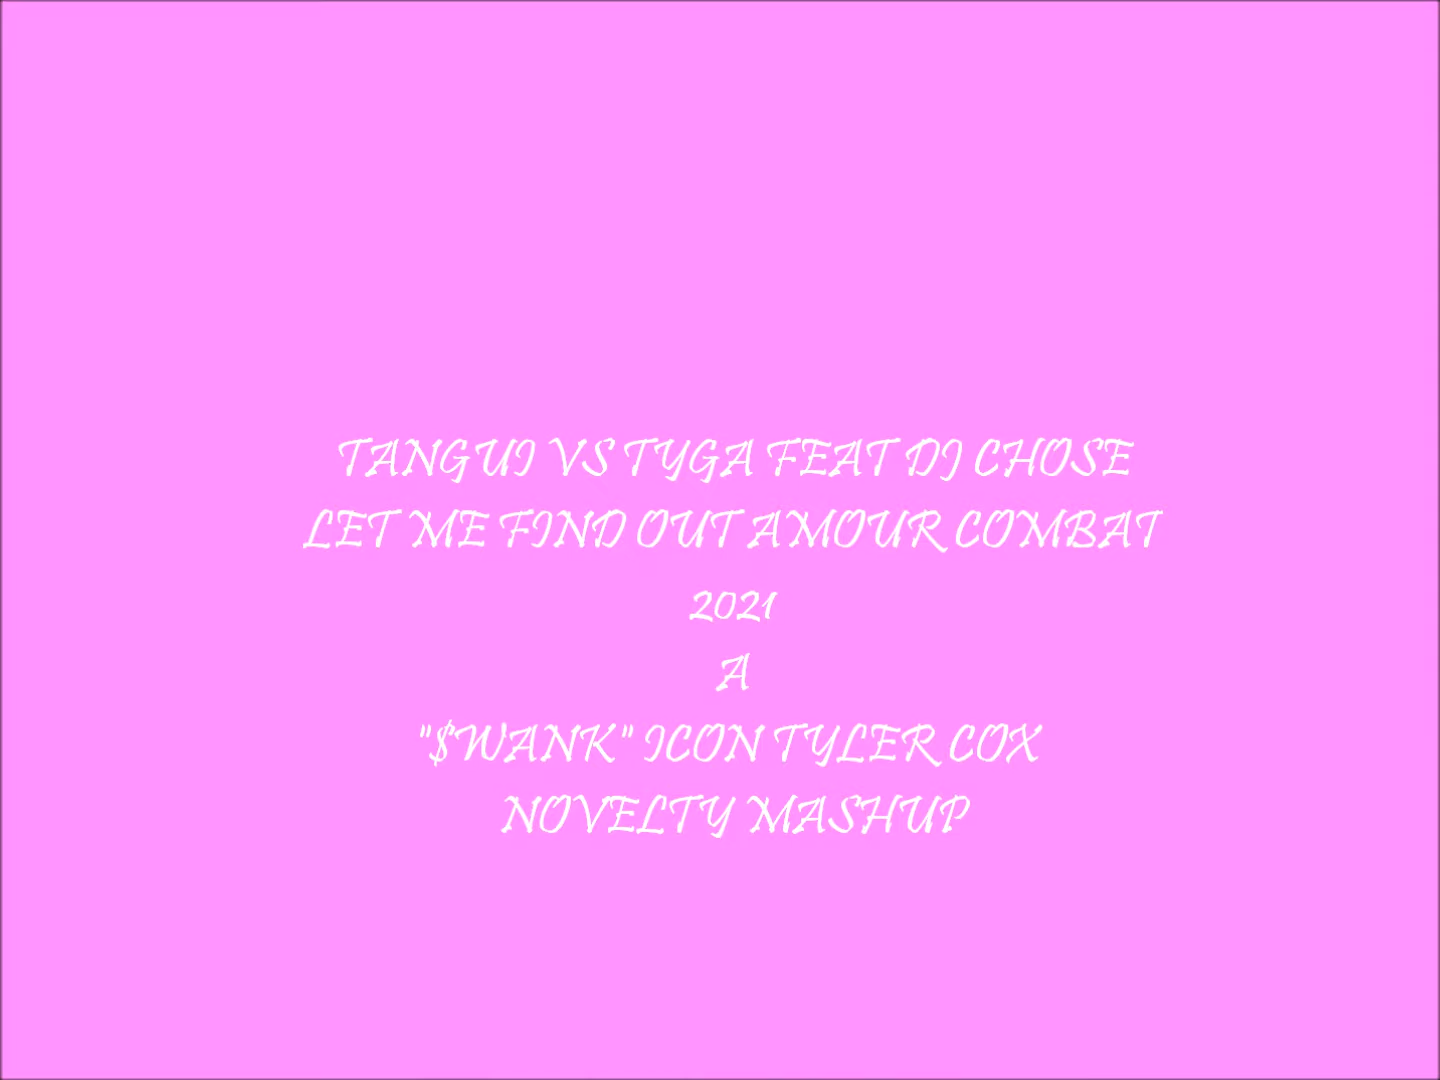 TANGUI VS TYGA FEAT DJ CHOSE
LET ME FIND OUT AMOUR COMBAT
2021
A
"$WANK" ICON TYLER COX
NOVELTY MASHUP